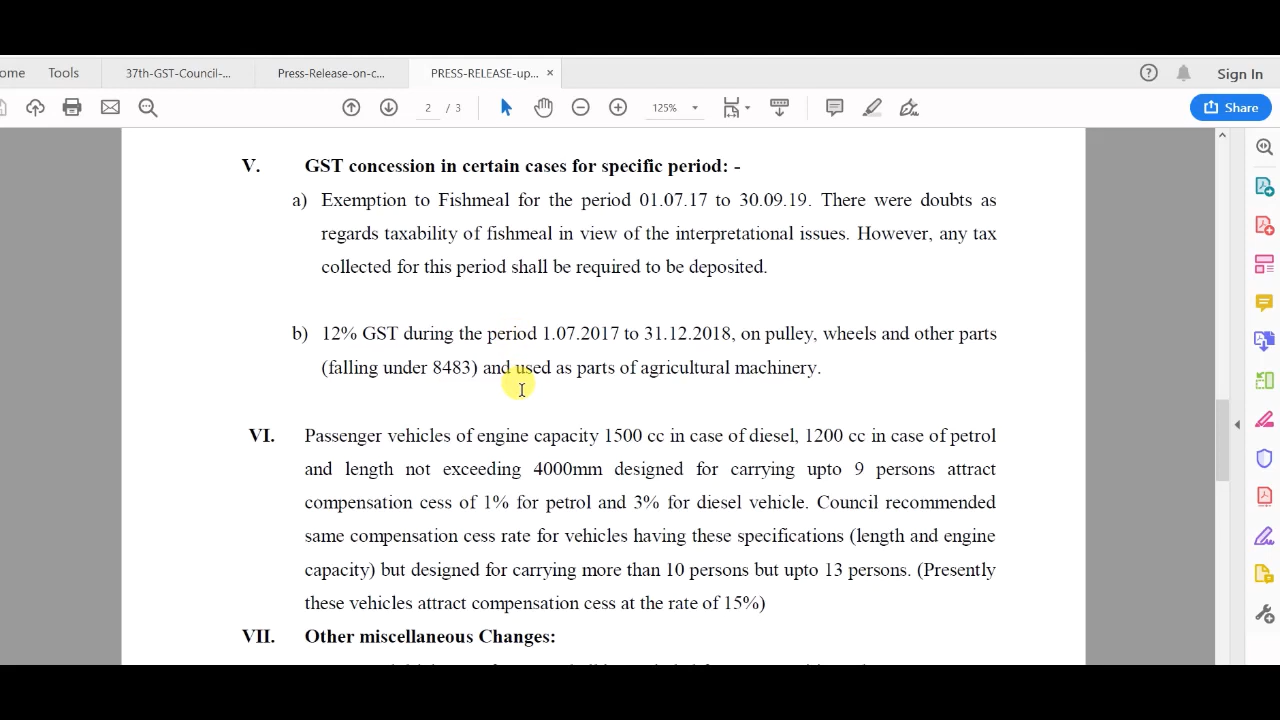 ome
Tools
37th-GST-Council-...
Press-Release-on-c...
PRESS-RELEASE-up... ×
Sign In
2 / 3
125%
Share
V. GST concession in certain cases for specific period: -
a) Exemption to Fishmeal for the period 01.07.17 to 30.09.19. There were doubts as
regards taxability of fishmeal in view of the interpretational issues. However, any tax
collected for this period shall be required to be deposited.
b) 12% GST during the period 1.07.2017 to 31.12.2018, on pulley, wheels and other parts
(falling under 8483) and used as parts of agricultural machinery.
VI. Passenger vehicles of engine capacity 1500 cc in case of diesel, 1200 cc in case of petrol
and length not exceeding 4000mm designed for carrying upto 9 persons attract
compensation cess of 1% for petrol and 3% for diesel vehicle. Council recommended
same compensation cess rate for vehicles having these specifications (length and engine
capacity) but designed for carrying more than 10 persons but upto 13 persons. (Presently
these vehicles attract compensation cess at the rate of 15%)
VII. Other miscellaneous Changes: